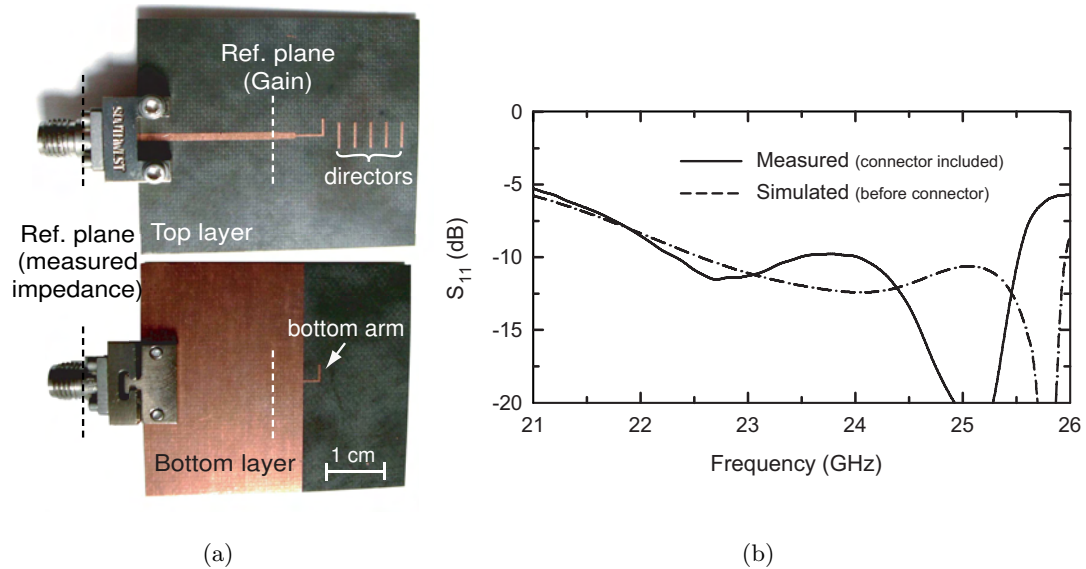 Ref. plane
(Gain)
SOUTHWEST
directors
Top layer
Ref. plane
(measured
impedance)
bottom arm
Bottom layer
1 cm
(a)
S11 (dB)
0
-5
-10
-15
-20
Measured (connector included)
Simulated (before connector)
21
22
23
24
25
26
Frequency (GHz)
(b)